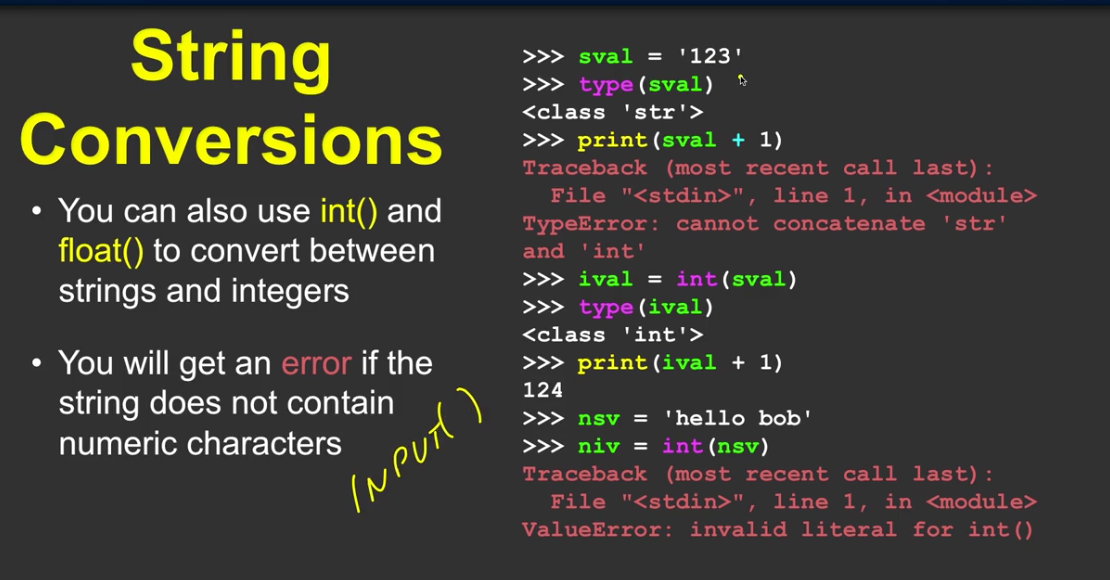 String
Conversions
• You can also use int() and
float() to convert between
strings and integers
• You will get an error if the
string does not contain
numeric characters
INPUT()
>>> sval = '123'
>>> type(sval)
<class 'str'>
>>> print(sval + 1)
Traceback (most recent call last):
  File "<stdin>", line 1, in <module>
TypeError: cannot concatenate 'str'
and 'int'
>>> ival = int(sval)
>>> type(ival)
<class 'int'>
>>> print(ival + 1)
124
>>> nsv = 'hello bob'
>>> niv = int(nsv)
Traceback (most recent call last):
  File "<stdin>", line 1, in <module>
ValueError: invalid literal for int()